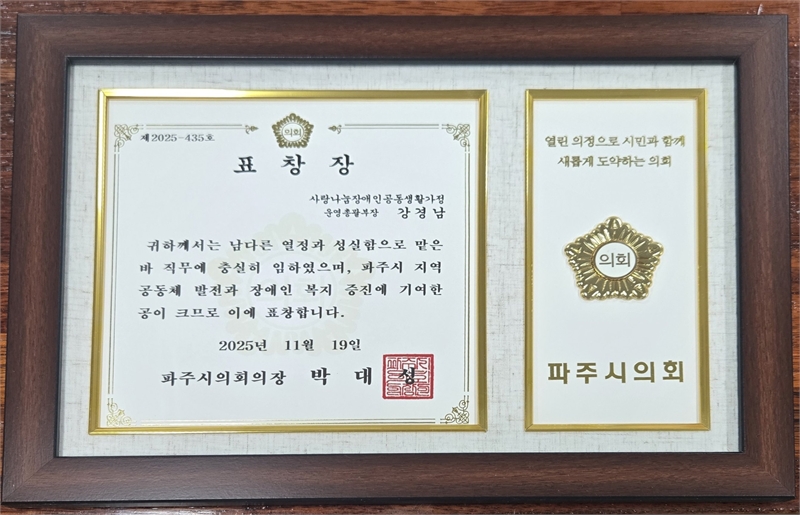 제2025-435호
의회
표창장
사랑나눔장애인공동생활가정
운영총괄부장 강경남
귀하께서는 남다른 열정과 성실함으로 맡은
바 직무에 충실히 임하였으며, 파주시 지역
공동체 발전과 장애인 복지 증진에 기여한
공이 크므로 이에 표창합니다.
2025년 11월 19일
파주시의회의장 박대성
열린 의정으로 시민과 함께
새롭게 도약하는 의회
의회
파주시의회